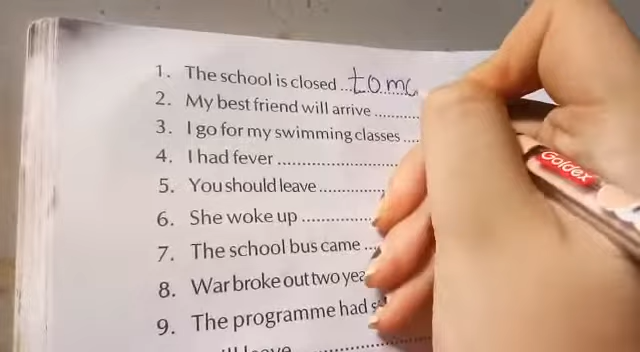 1. The school is closed ...tomo
2. My best friend will arrive ..........
3. I go for my swimming classes ....
4. I had fever ...........................
5. You should leave ...............
6. She woke up ................
7. The school bus came ...
8. War broke out two yea
9. The programme had s
ill leave ..................
Goldex